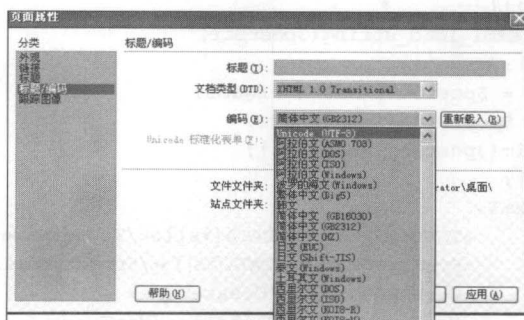 页面属性
分类
标题/编码
外观
链接
标题
标题/编码
跟踪图像
标题(T):
文档类型(DTD): XHTML 1.0 Transitional
编码(E): 简体中文(GB2312) 重新载入(R)
Unicode 标准化表单(F):
Unicode (UTF-8)
阿拉伯文(ASMO 708)
阿拉伯文(DOS)
阿拉伯文(ISO)
阿拉伯文(Windows)
波罗的海文(Windows)
繁体中文(Big5)
韩文
简体中文 (GB18030)
简体中文(GB2312)
简体中文(HZ)
日文(EUC)
日文(Shift-JIS)
泰文(Windows)
土耳其文(Windows)
西里尔文(DOS)
西里尔文(ISO)
西里尔文(KOI8-R)
文件文件夹: rator\桌面\
站点文件夹:
帮助(H) 应用(A)